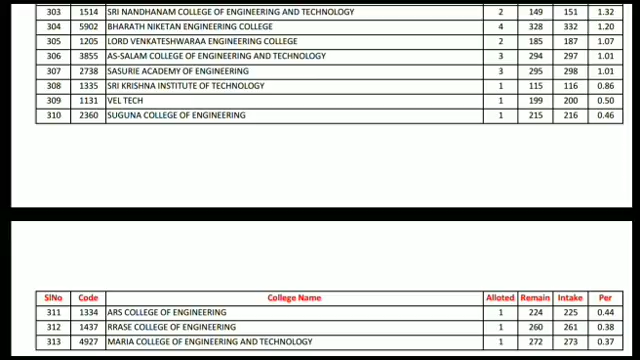 303 1514 SRI NANDHANAM COLLEGE OF ENGINEERING AND TECHNOLOGY 2 149 151 1.32
304 5902 BHARATH NIKETAN ENGINEERING COLLEGE 4 328 332 1.20
305 1205 LORD VENKATESHWARAA ENGINEERING COLLEGE 2 185 187 1.07
306 3855 AS-SALAM COLLEGE OF ENGINEERING AND TECHNOLOGY 3 294 297 1.01
307 2738 SASURIE ACADEMY OF ENGINEERING 3 295 298 1.01
308 1335 SRI KRISHNA INSTITUTE OF TECHNOLOGY 1 115 116 0.86
309 1131 VEL TECH 1 199 200 0.50
310 2360 SUGUNA COLLEGE OF ENGINEERING 1 215 216 0.46
SlNo Code College Name Alloted Remain Intake Per
311 1334 ARS COLLEGE OF ENGINEERING 1 224 225 0.44
312 1437 RRASE COLLEGE OF ENGINEERING 1 260 261 0.38
313 4927 MARIA COLLEGE OF ENGINEERING AND TECHNOLOGY 1 272 273 0.37